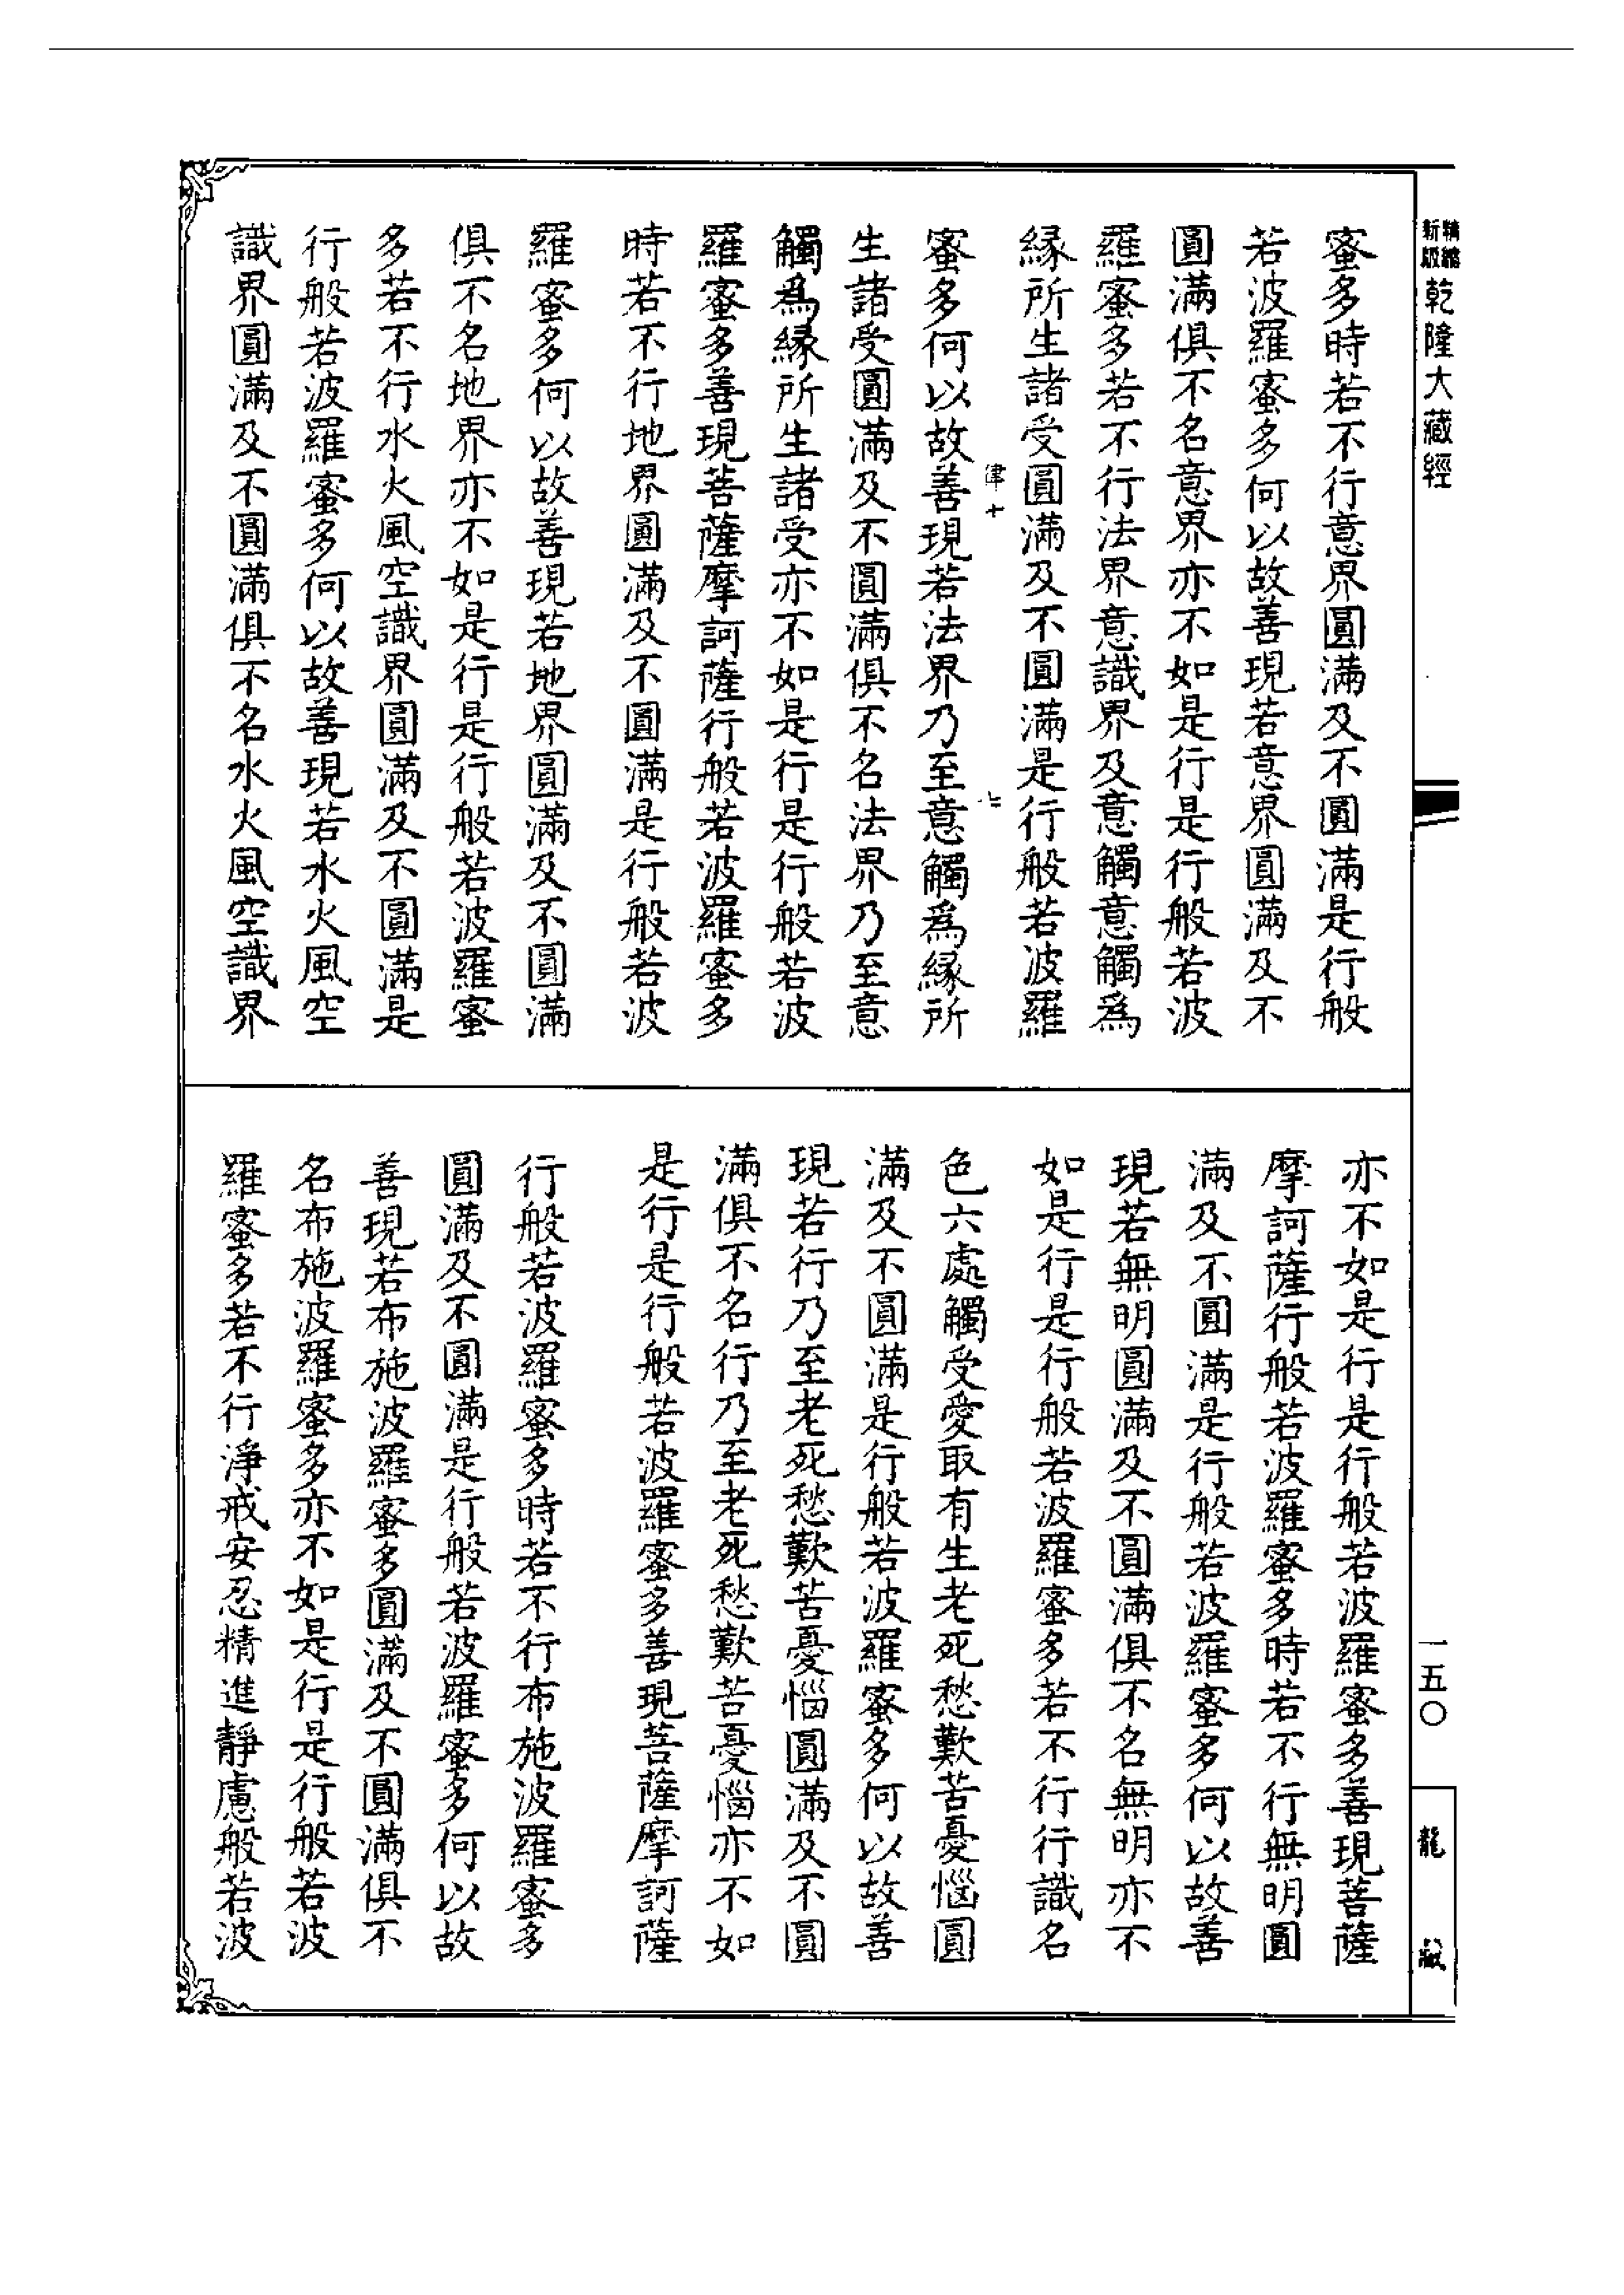 精縮新版乾隆大藏經
一五〇
龍藏
蜜多時若不行意界圓滿及不圓滿是行般
若波羅蜜多何以故善現若意界圓滿及不
圓滿俱不名意界亦不如是行是行般若波
羅蜜多若不行法界意識界及意觸意觸爲
緣所生諸受圓滿及不圓滿是行般若波羅
蜜多何以故善現若法界乃至意觸爲緣所
生諸受圓滿及不圓滿俱不名法界乃至意
觸爲緣所生諸受亦不如是行是行般若波
羅蜜多善現菩薩摩訶薩行般若波羅蜜多
時若不行地界圓滿及不圓滿是行般若波
羅蜜多何以故善現若地界圓滿及不圓滿
俱不名地界亦不如是行是行般若波羅蜜
多若不行水火風空識界圓滿及不圓滿是
行般若波羅蜜多何以故善現若水火風空
識界圓滿及不圓滿俱不名水火風空識界
亦不如是行是行般若波羅蜜多善現菩薩
摩訶薩行般若波羅蜜多時若不行無明圓
滿及不圓滿是行般若波羅蜜多何以故善
現若無明圓滿及不圓滿俱不名無明亦不
如是行是行般若波羅蜜多若不行行識名
色六處觸受愛取有生老死愁歎苦憂惱圓
滿及不圓滿是行般若波羅蜜多何以故善
現若行乃至老死愁歎苦憂惱圓滿及不圓
滿俱不名行乃至老死愁歎苦憂惱亦不如
是行是行般若波羅蜜多善現菩薩摩訶薩
行般若波羅蜜多時若不行布施波羅蜜多
圓滿及不圓滿是行般若波羅蜜多何以故
善現若布施波羅蜜多圓滿及不圓滿俱不
名布施波羅蜜多亦不如是行是行般若波
羅蜜多若不行淨戒安忍精進靜慮般若波